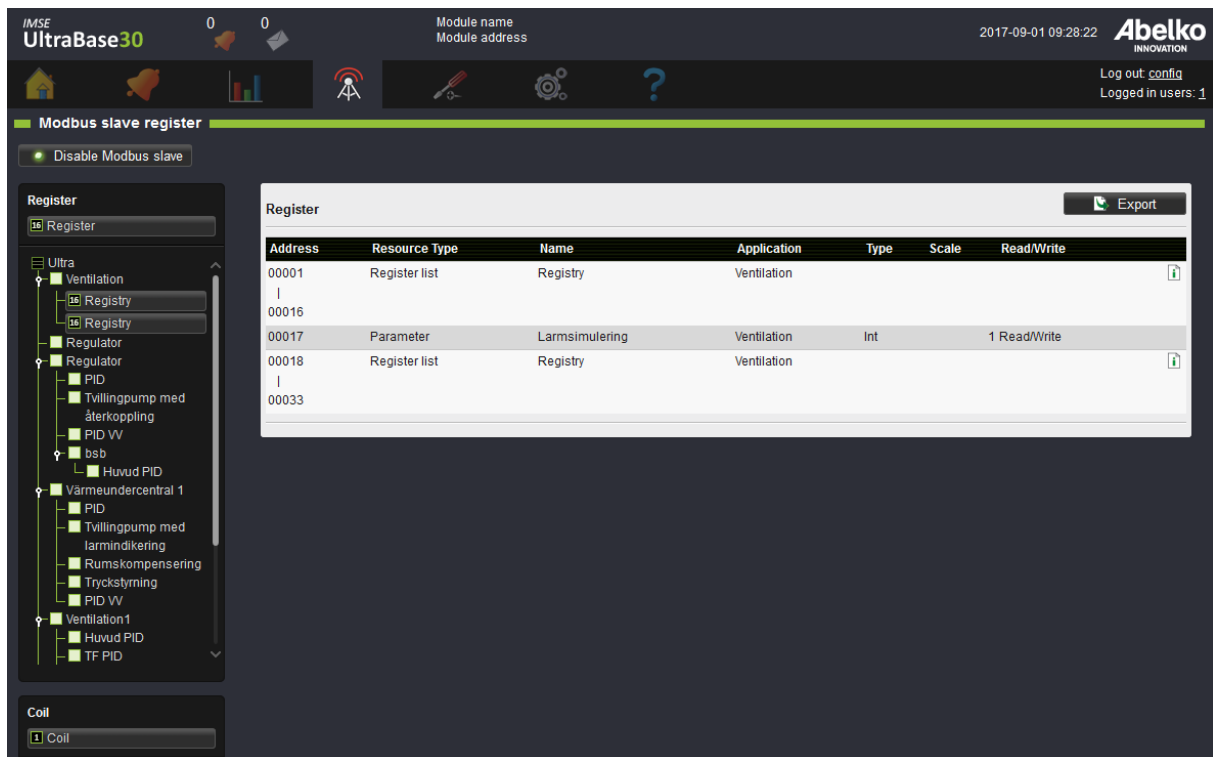 IMSE
UltraBase30
0
0
Module name
Module address
2017-09-01 09:28:22
Abelko
INNOVATION
?
Log out: config
Logged in users: 1
Modbus slave register
Disable Modbus slave
Register
16 Register
Ultra
Ventilation
16 Registry
16 Registry
Regulator
Regulator
PID
Tvillingpump med
återkoppling
PID VV
bsb
Huvud PID
Värmeundercentral 1
PID
Tvillingpump med
larmindikering
Rumskompensering
Tryckstyrning
PID VV
Ventilation1
Huvud PID
TF PID
Coil
1 Coil
Register
Export
Address Resource Type Name Application Type Scale Read/Write
00001 Register list Registry Ventilation
|
00016
00017 Parameter Larmsimulering Ventilation Int 1 Read/Write
00018 Register list Registry Ventilation
|
00033